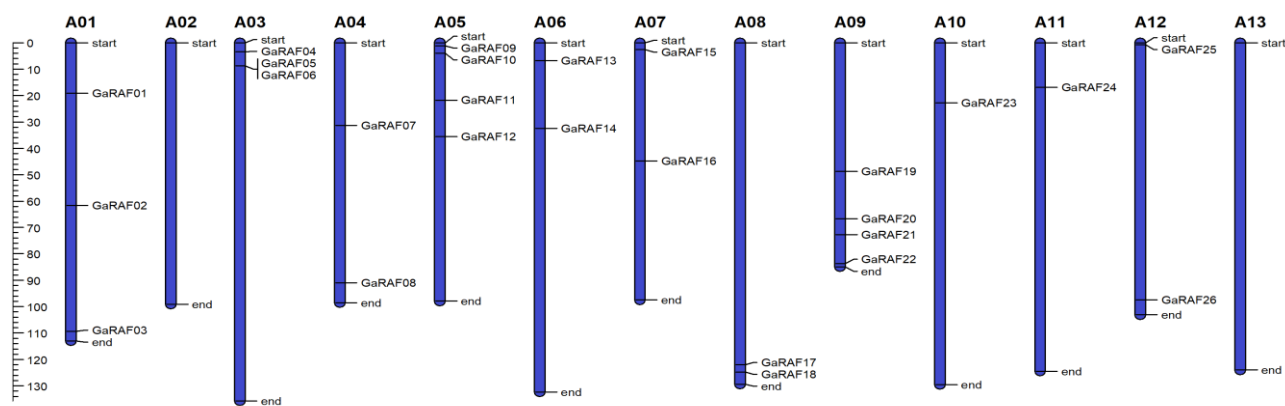 A01 A02 A03 A04 A05 A06 A07 A08 A09 A10 A11 A12 A13
0
10
20
30
40
50
60
70
80
90
100
110
120
130
start
GaRAF01
GaRAF02
GaRAF03
end
start
end
start
GaRAF04
GaRAF05
GaRAF06
end
start
GaRAF07
GaRAF08
end
start
GaRAF09
GaRAF10
GaRAF11
GaRAF12
end
start
GaRAF13
GaRAF14
end
start
GaRAF15
GaRAF16
end
start
GaRAF17
GaRAF18
end
start
GaRAF19
GaRAF20
GaRAF21
GaRAF22
end
start
GaRAF23
end
start
GaRAF24
end
start
GaRAF25
GaRAF26
end
start
end